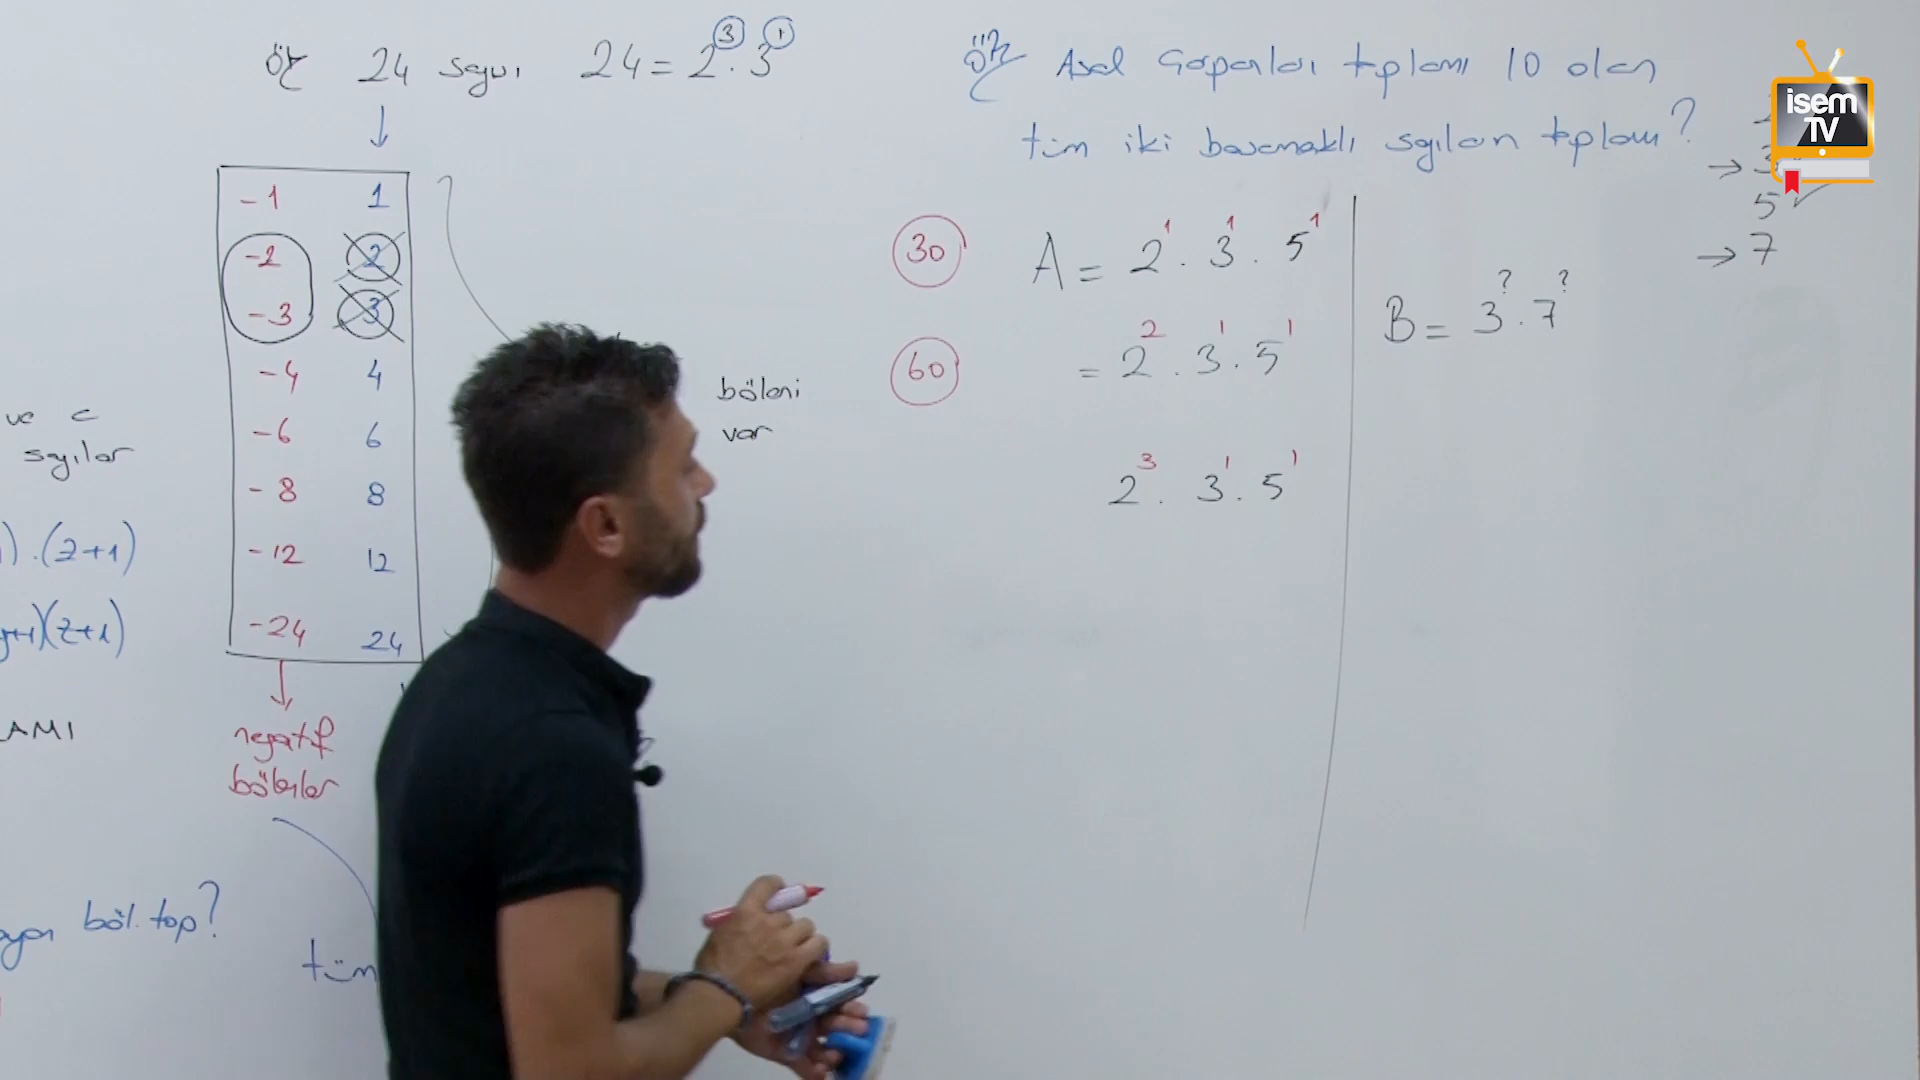 ve c
sayılar
).(z+1)
y+1)(z+1)
AMI
böl. top?
tüm
ör 24 sayısı 24 = 2³ . 3¹
-1 1
-2 2
-3 3
-4 4
-6 6
-8 8
-12 12
-24 24
negatif
bölenler
böleni
var
ör Asal çarpanları toplamı 10 olan
tüm iki basamaklı sayıların toplamı?
30 A = 2¹ . 3¹ . 5¹
60 = 2² . 3¹ . 5¹
2³ . 3¹ . 5¹
B = 3^? . 7^?
→ 3
5
→ 7
isem
TV